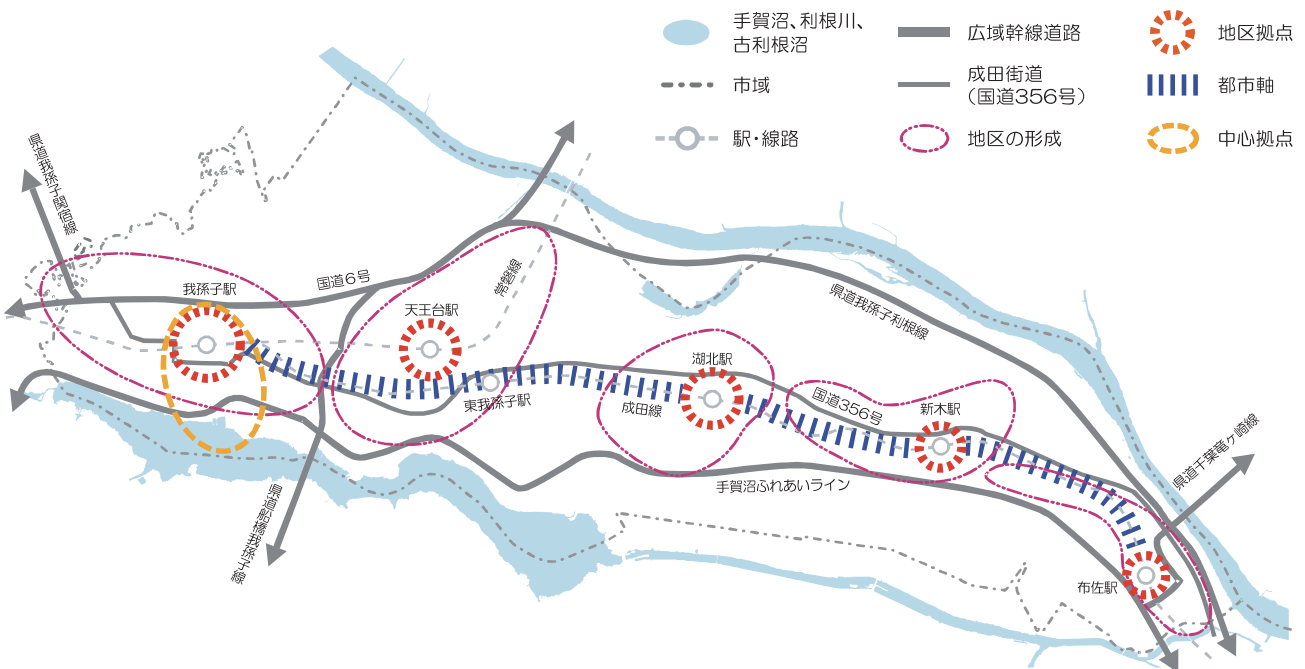 手賀沼、利根川、
古利根沼
市域
駅・線路
広域幹線道路
成田街道
(国道356号)
地区の形成
地区拠点
都市軸
中心拠点
県道我孫子関宿線
我孫子駅
国道6号
天王台駅
常磐線
東我孫子駅
成田線
湖北駅
県道我孫子利根線
国道356号
新木駅
手賀沼ふれあいライン
県道千葉竜ヶ崎線
県道船橋我孫子線
布佐駅